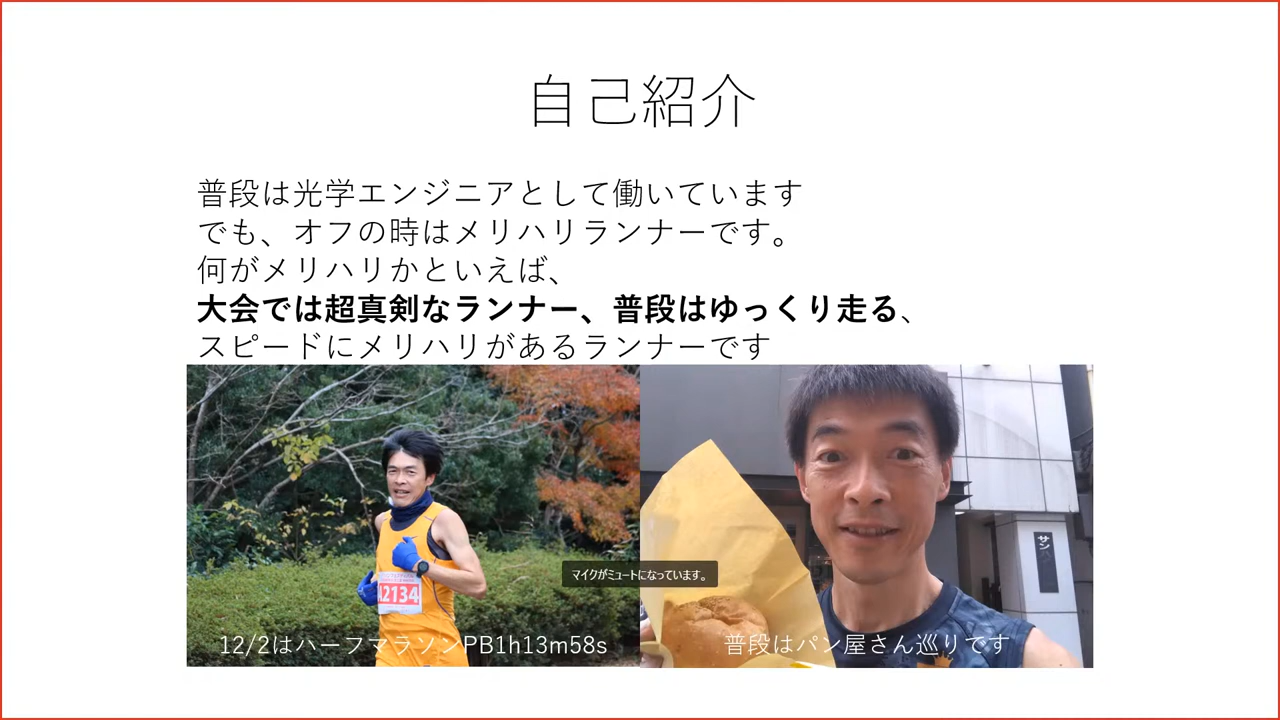 自己紹介
普段は光学エンジニアとして働いています
でも、オフの時はメリハリランナーです。
何がメリハリかといえば、
大会では超真剣なランナー、普段はゆっくり走る、
スピードにメリハリがあるランナーです
サン
マイクがミュートになっています。
12134
12/2はハーフマラソンPB1h13m58s
普段はパン屋さん巡りです